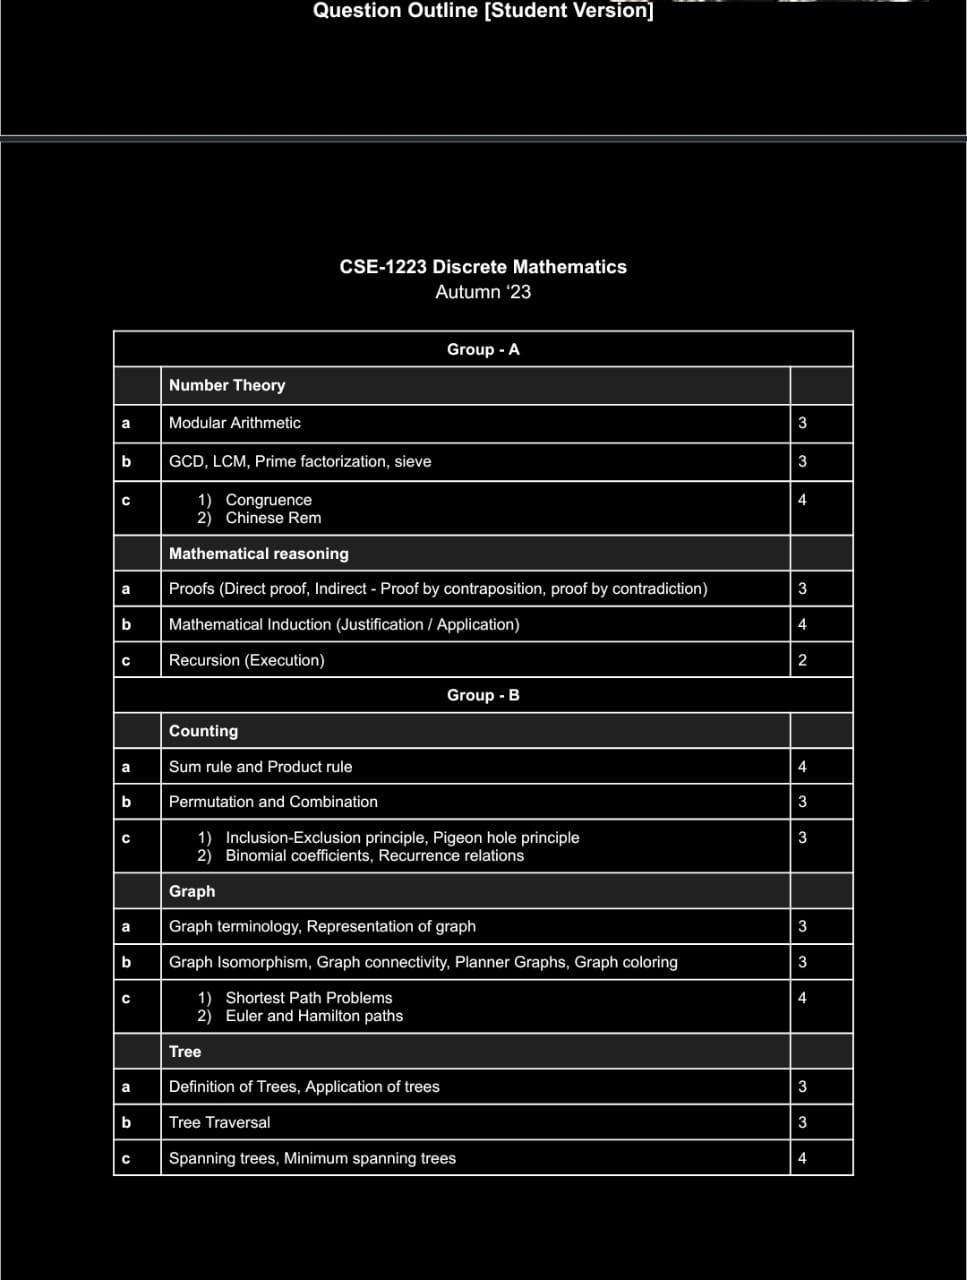 Question Outline [Student Version]
CSE-1223 Discrete Mathematics
Autumn ‘23
Group - A
Number Theory
a Modular Arithmetic 3
b GCD, LCM, Prime factorization, sieve 3
c 1) Congruence 4
2) Chinese Rem
Mathematical reasoning
a Proofs (Direct proof, Indirect - Proof by contraposition, proof by contradiction) 3
b Mathematical Induction (Justification / Application) 4
c Recursion (Execution) 2
Group - B
Counting
a Sum rule and Product rule 4
b Permutation and Combination 3
c 1) Inclusion-Exclusion principle, Pigeon hole principle 3
2) Binomial coefficients, Recurrence relations
Graph
a Graph terminology, Representation of graph 3
b Graph Isomorphism, Graph connectivity, Planner Graphs, Graph coloring 3
c 1) Shortest Path Problems 4
2) Euler and Hamilton paths
Tree
a Definition of Trees, Application of trees 3
b Tree Traversal 3
c Spanning trees, Minimum spanning trees 4